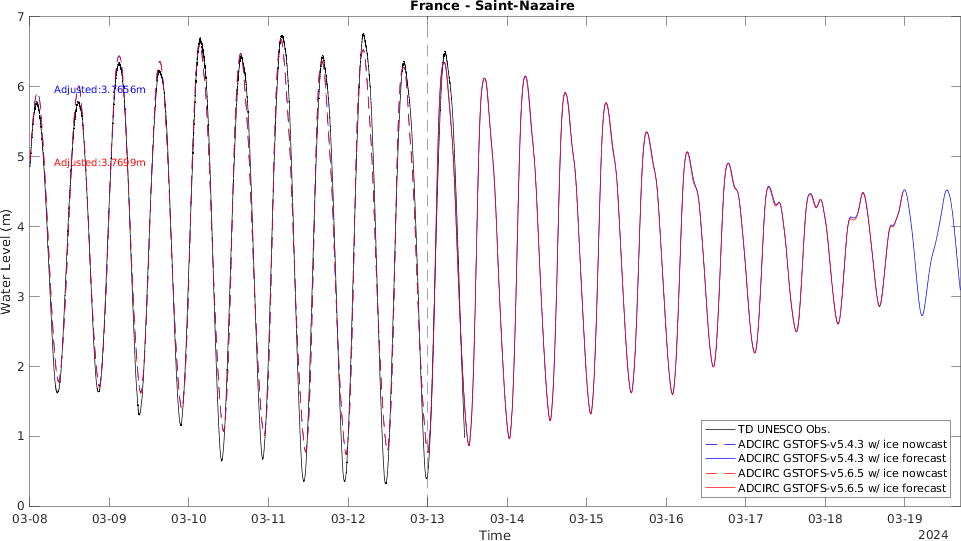 France - Saint-Nazaire
7
6
5
4
3
2
1
0
Water Level (m)
Adjusted:3.7656m
Adjusted:3.7699m
TD UNESCO Obs.
ADCIRC GSTOFS-v5.4.3 w/ ice nowcast
ADCIRC GSTOFS-v5.4.3 w/ ice forecast
ADCIRC GSTOFS-v5.6.5 w/ ice nowcast
ADCIRC GSTOFS-v5.6.5 w/ ice forecast
03-08 03-09 03-10 03-11 03-12 03-13 03-14 03-15 03-16 03-17 03-18 03-19
Time
2024